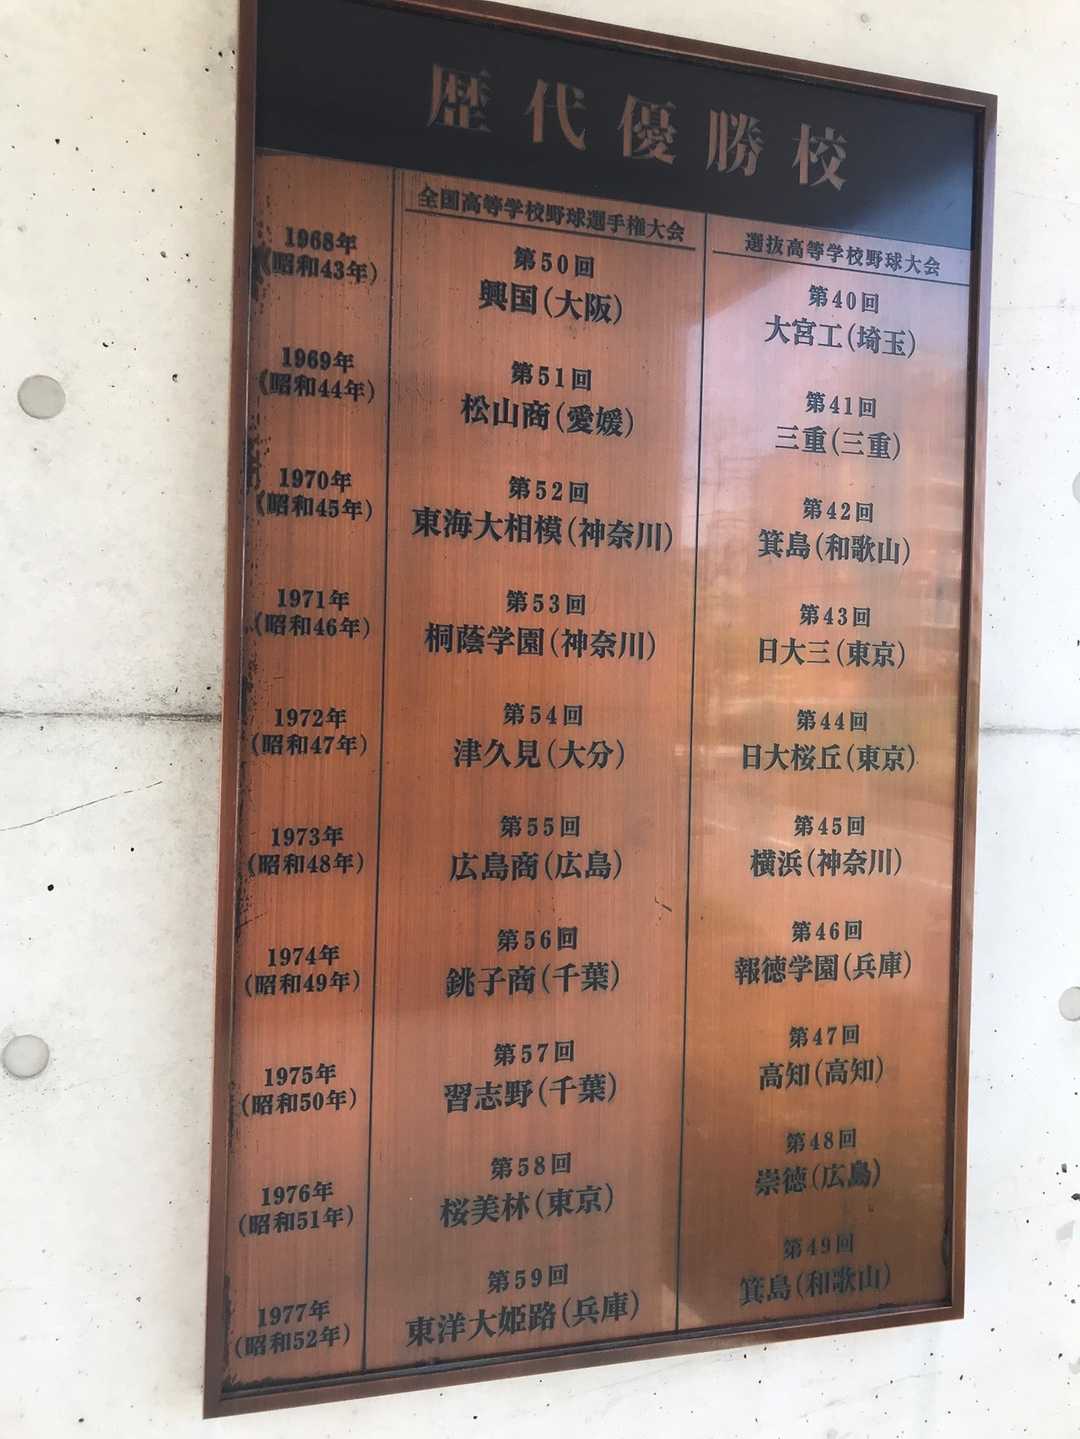 歴代優勝校
全国高等学校野球選手権大会
選抜高等学校野球大会
1968年
(昭和43年)
第50回
興国(大阪)
第40回
大宮工(埼玉)
1969年
(昭和44年)
第51回
松山商(愛媛)
第41回
三重(三重)
1970年
(昭和45年)
第52回
東海大相模(神奈川)
第42回
箕島(和歌山)
1971年
(昭和46年)
第53回
桐蔭学園(神奈川)
第43回
日大三(東京)
1972年
(昭和47年)
第54回
津久見(大分)
第44回
日大桜丘(東京)
1973年
(昭和48年)
第55回
広島商(広島)
第45回
横浜(神奈川)
1974年
(昭和49年)
第56回
銚子商(千葉)
第46回
報徳学園(兵庫)
1975年
(昭和50年)
第57回
習志野(千葉)
第47回
高知(高知)
1976年
(昭和51年)
第58回
桜美林(東京)
第48回
崇徳(広島)
1977年
(昭和52年)
第59回
東洋大姫路(兵庫)
第49回
箕島(和歌山)